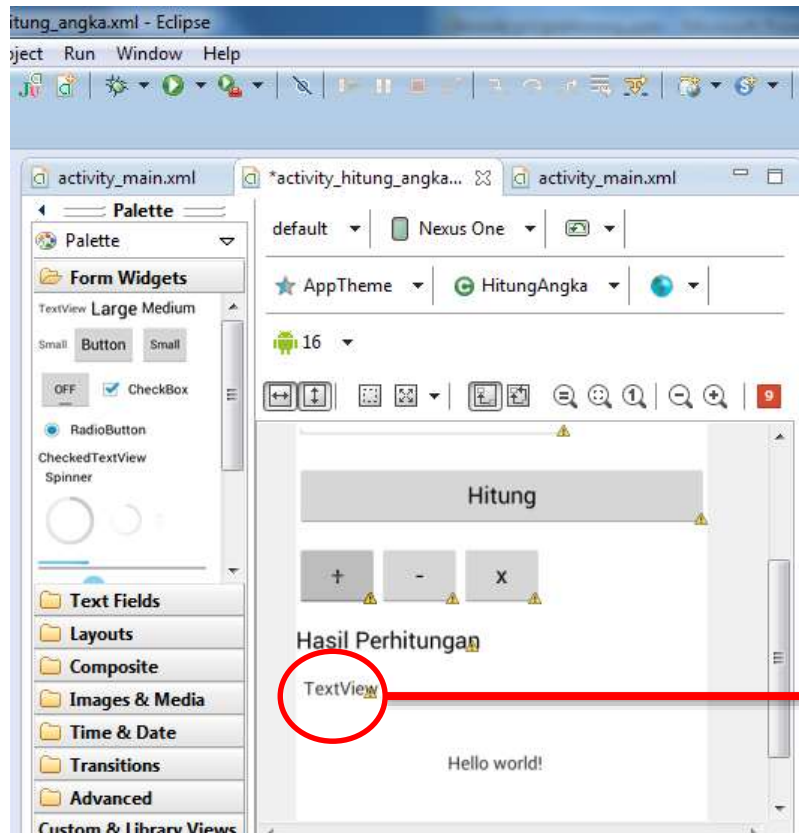 itung_angka.xml - Eclipse
oject Run Window Help
activity_main.xml
*activity_hitung_angka...
activity_main.xml
Palette
Palette
Form Widgets
TextView Large Medium
Small Button Small
OFF CheckBox
RadioButton
CheckedTextView
Spinner
Text Fields
Layouts
Composite
Images & Media
Time & Date
Transitions
Advanced
Custom & Library Views
default Nexus One
AppTheme HitungAngka
16
9
Hitung
+ - x
Hasil Perhitungan
TextView
Hello world!